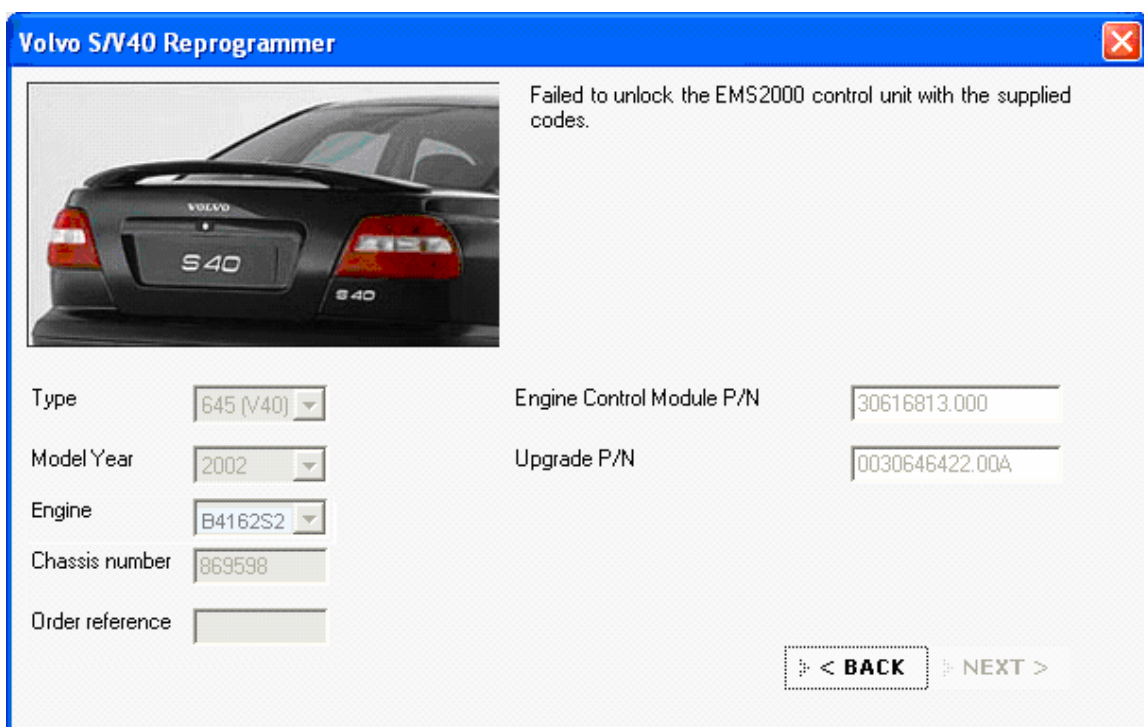 Volvo S/V40 Reprogrammer
Failed to unlock the EMS2000 control unit with the supplied
codes.
VOLVO
S 40
S 40
Type
645 (V40)
Engine Control Module P/N
30616813.000
Model Year
2002
Upgrade P/N
0030646422.00A
Engine
B4162S2
Chassis number
869598
Order reference
< BACK
NEXT >